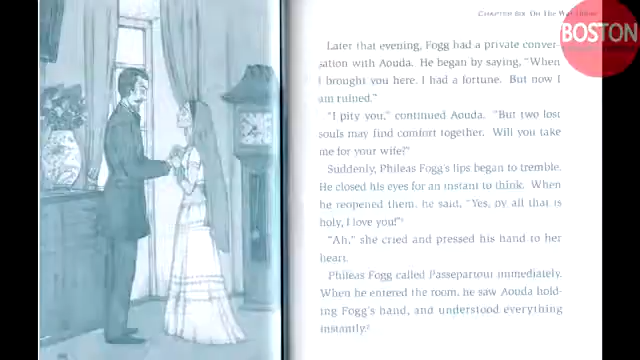 CHAPTER SIX: On The Way Home
BOSTON
Later that evening, Fogg had a private conver-
sation with Aouda. He began by saying, "When
I brought you here, I had a fortune. But now I
am ruined."
"I pity you," continued Aouda. "But two lost
souls may find comfort together. Will you take
me for your wife?"
Suddenly, Phileas Fogg's lips began to tremble.
He closed his eyes for an instant to think. When
he reopened them, he said, "Yes, by all that is
holy, I love you!"¹
"Ah," she cried and pressed his hand to her
heart.
Phileas Fogg called Passepartout immediately.
When he entered the room, he saw Aouda hold-
ing Fogg's hand, and understood everything
instantly.²